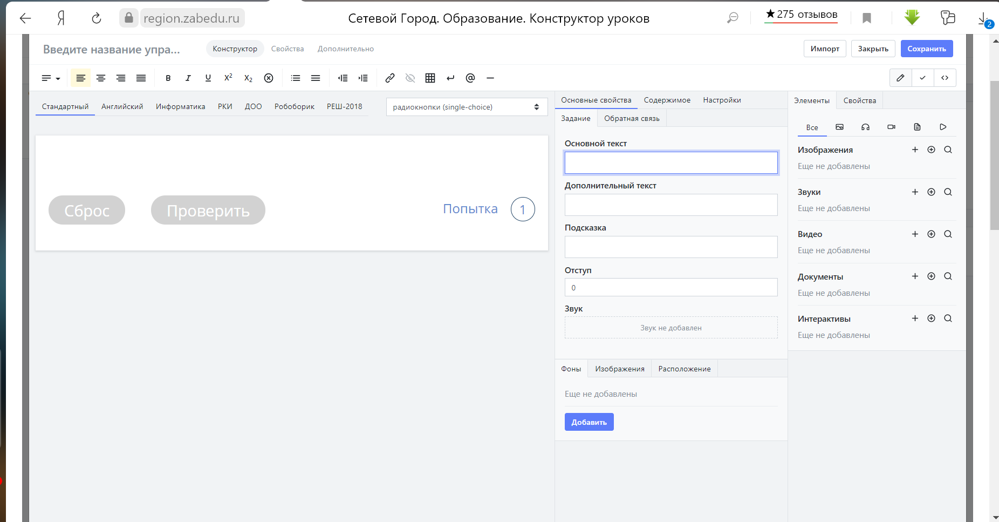 region.zabedu.ru
Сетевой Город. Образование. Конструктор уроков
★275 отзывов
2
Введите название упра...
Конструктор
Свойства
Дополнительно
Импорт
Закрыть
Сохранить
B I U X² X₂
Стандартный
Английский
Информатика
РКИ
ДОО
Робоборик
РЕШ-2018
радиокнопки (single-choice)
Сброс
Проверить
Попытка
1
Основные свойства
Содержимое
Настройки
Задание
Обратная связь
Основной текст
Дополнительный текст
Подсказка
Отступ
0
Звук
Звук не добавлен
Фоны
Изображения
Расположение
Еще не добавлены
Добавить
Элементы
Свойства
Все
Изображения
Еще не добавлены
Звуки
Еще не добавлены
Видео
Еще не добавлены
Документы
Еще не добавлены
Интерактивы
Еще не добавлены